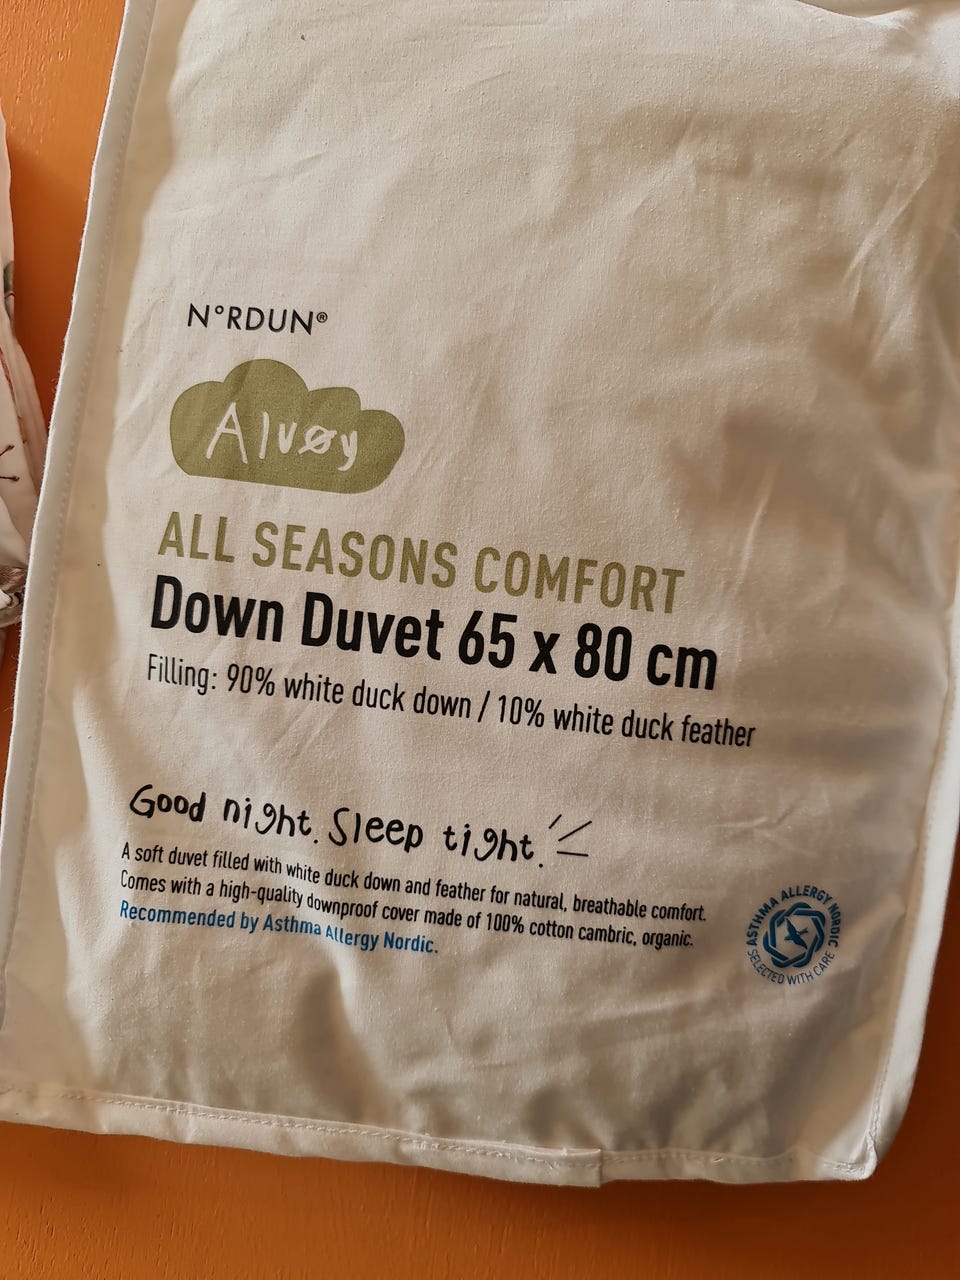 N°RDUN®
Alvøy
ALL SEASONS COMFORT
Down Duvet 65 x 80 cm
Filling: 90% white duck down / 10% white duck feather
Good night. Sleep tight.
A soft duvet filled with white duck down and feather for natural, breathable comfort.
Comes with a high-quality downproof cover made of 100% cotton cambric, organic.
Recommended by Asthma Allergy Nordic.
ASTHMA ALLERGY NORDIC
SELECTED WITH CARE